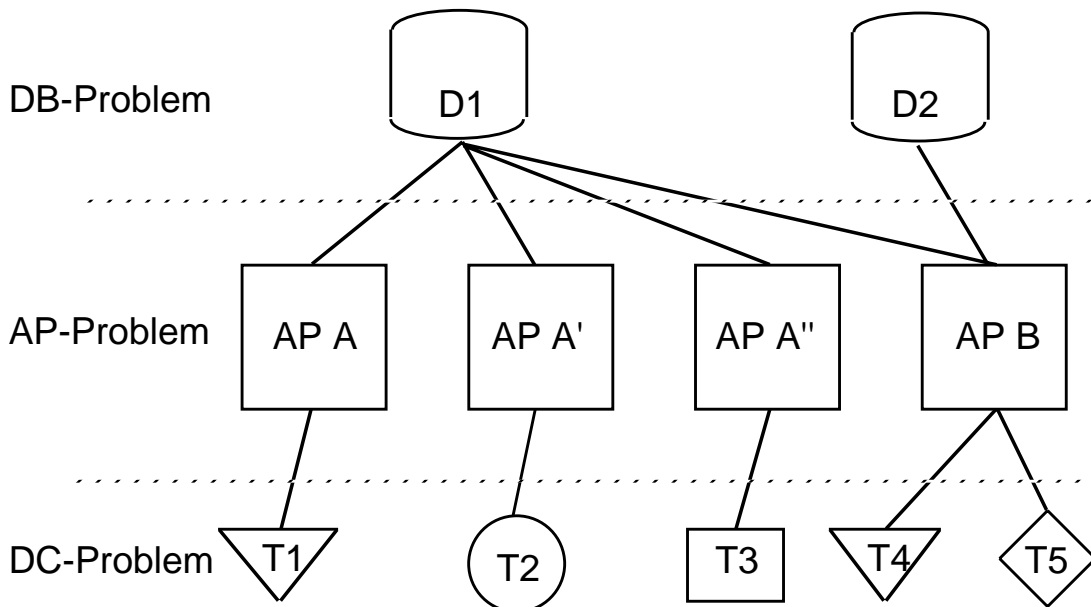 DB-Problem D1 D2
AP-Problem AP A AP A' AP A" AP B
DC-Problem T1 T2 T3 T4 T5